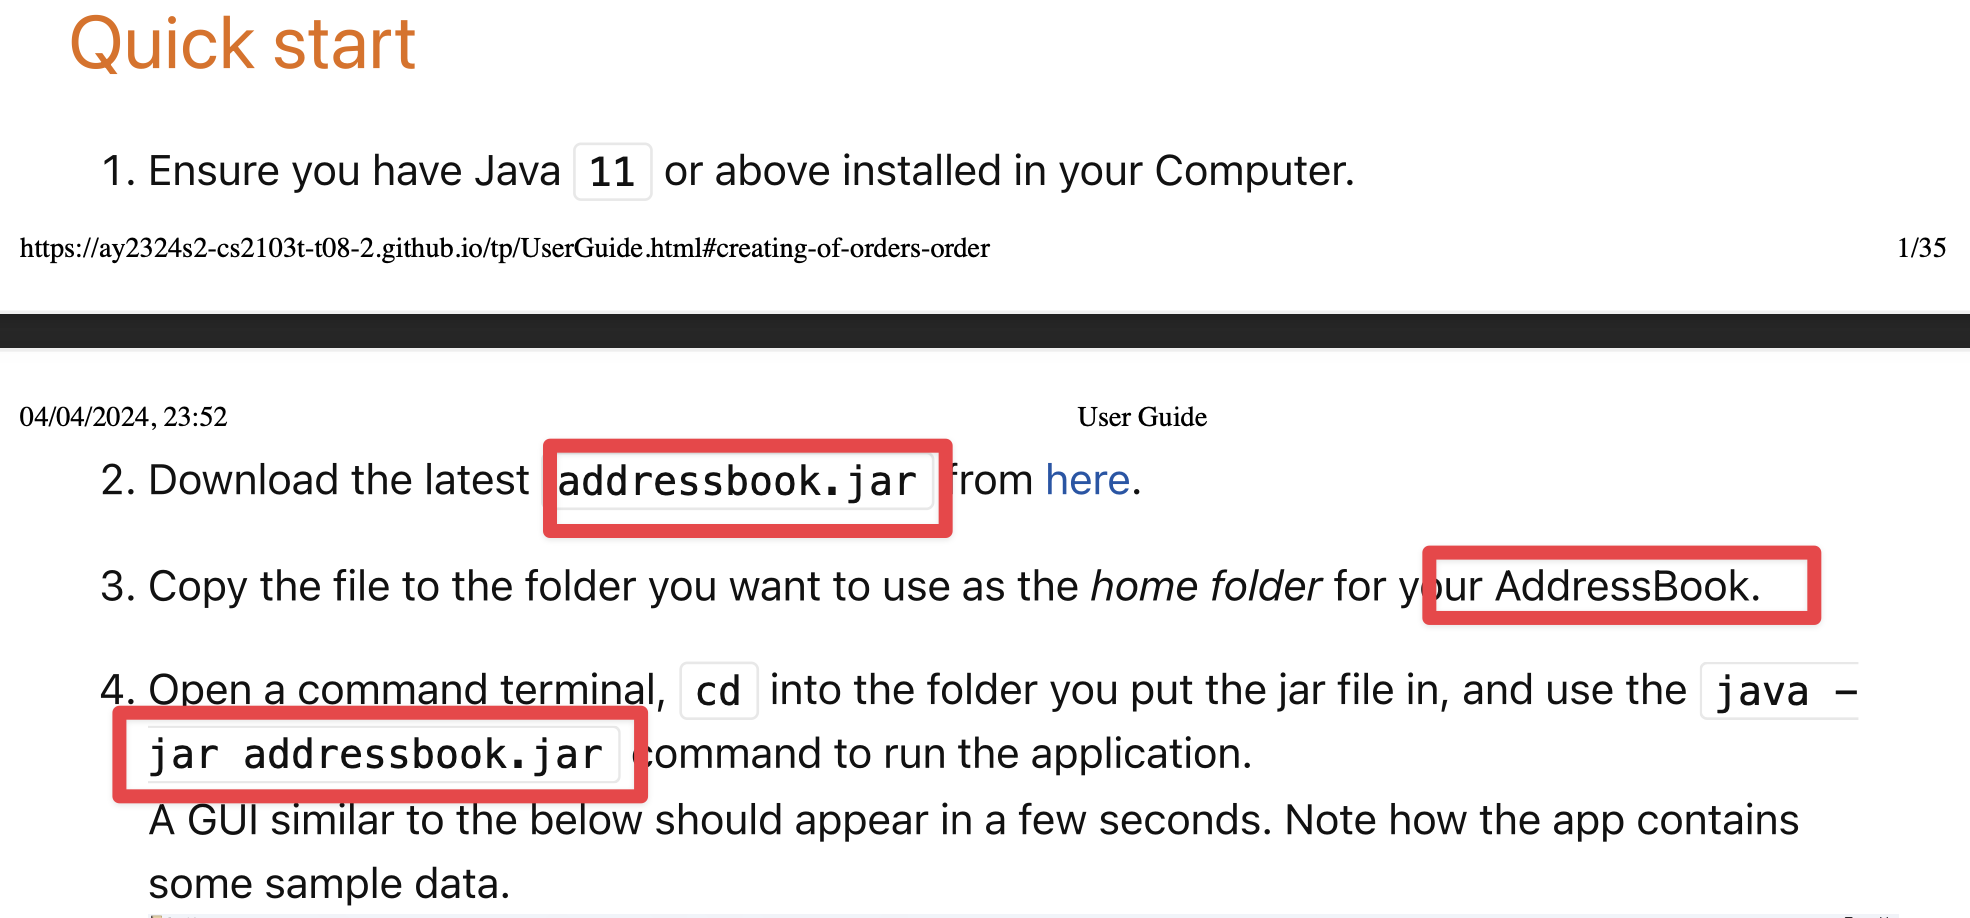 Quick start
1. Ensure you have Java 11 or above installed in your Computer.
https://ay2324s2-cs2103t-t08-2.github.io/tp/UserGuide.html#creating-of-orders-order 1/35
04/04/2024, 23:52 User Guide
2. Download the latest addressbook.jar from here.
3. Copy the file to the folder you want to use as the home folder for your AddressBook.
4. Open a command terminal, cd into the folder you put the jar file in, and use the java -
jar addressbook.jar command to run the application.
A GUI similar to the below should appear in a few seconds. Note how the app contains
some sample data.